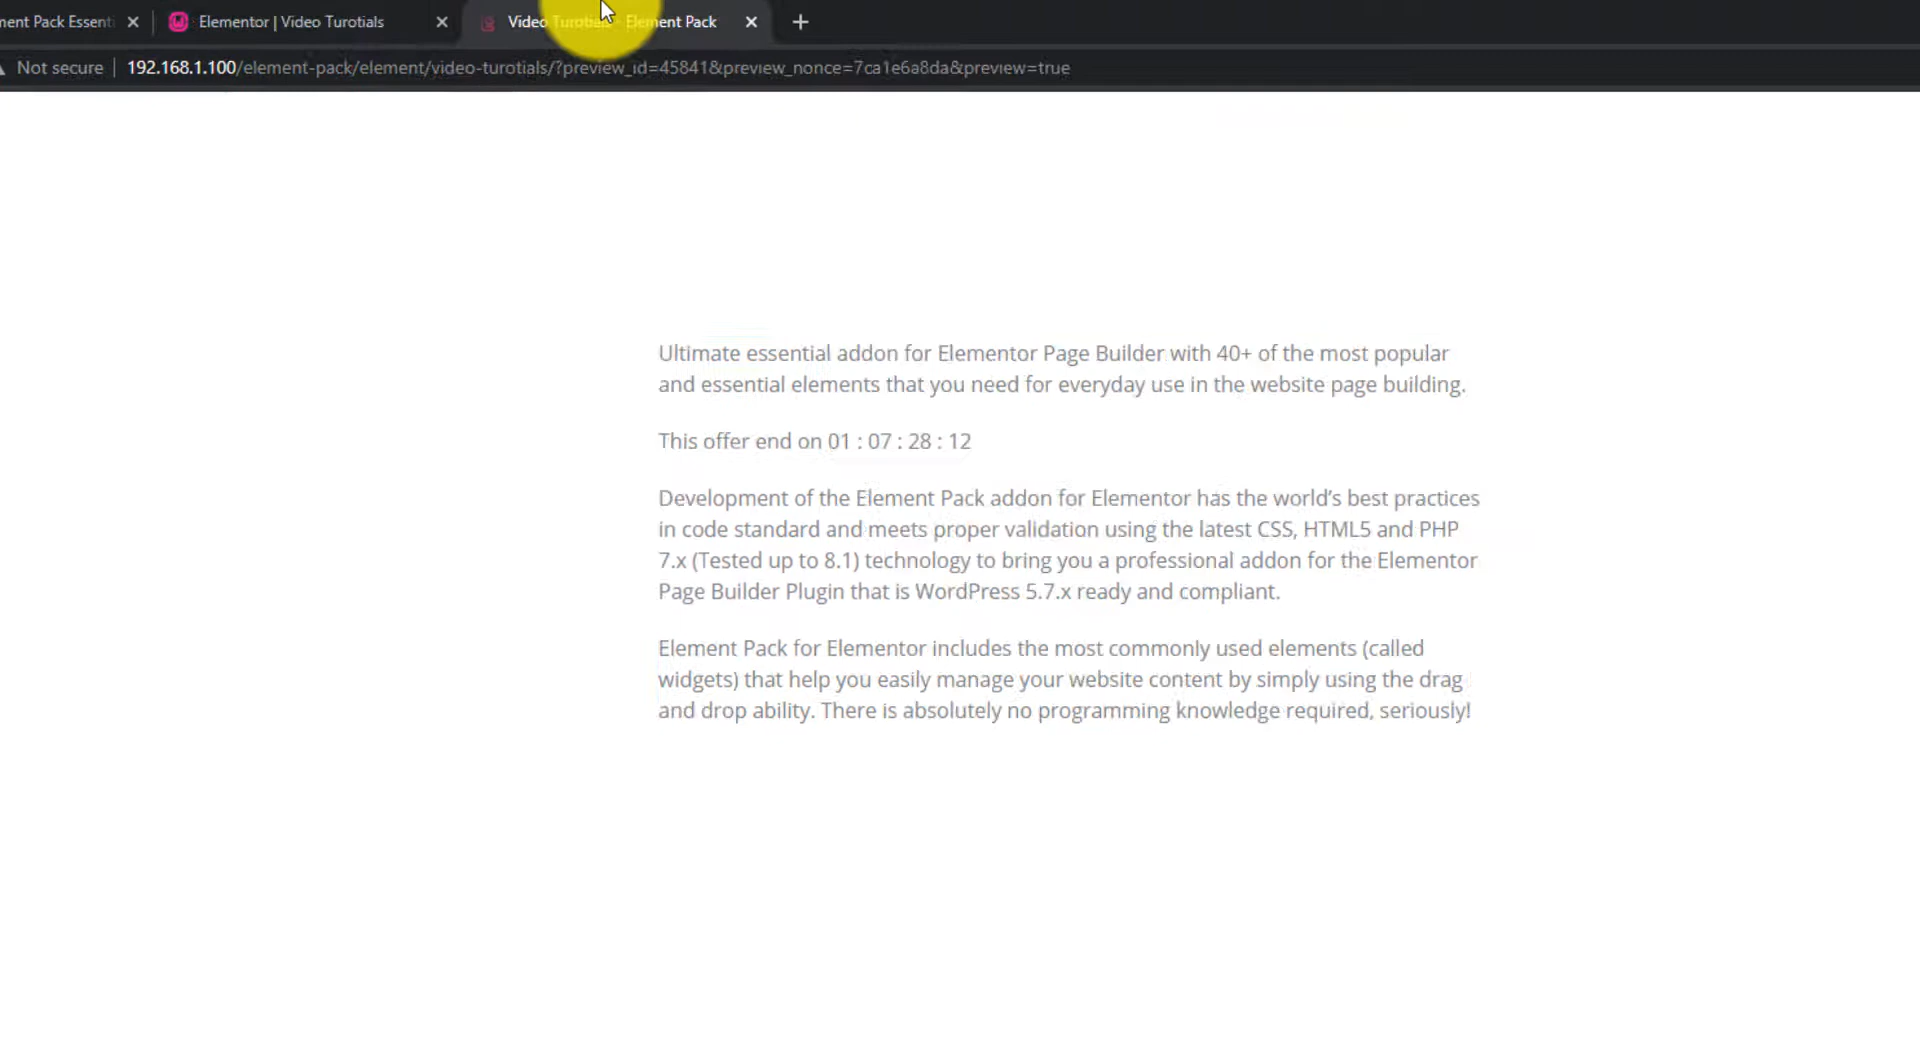 ment Pack Essenti
Elementor | Video Turotials
Video Turotials - Element Pack
Not secure
192.168.1.100/element-pack/element/video-turotials/?preview_id=45841&preview_nonce=7ca1e6a8da&preview=true
Ultimate essential addon for Elementor Page Builder with 40+ of the most popular
and essential elements that you need for everyday use in the website page building.
This offer end on 01 : 07 : 28 : 12
Development of the Element Pack addon for Elementor has the world’s best practices
in code standard and meets proper validation using the latest CSS, HTML5 and PHP
7.x (Tested up to 8.1) technology to bring you a professional addon for the Elementor
Page Builder Plugin that is WordPress 5.7.x ready and compliant.
Element Pack for Elementor includes the most commonly used elements (called
widgets) that help you easily manage your website content by simply using the drag
and drop ability. There is absolutely no programming knowledge required, seriously!